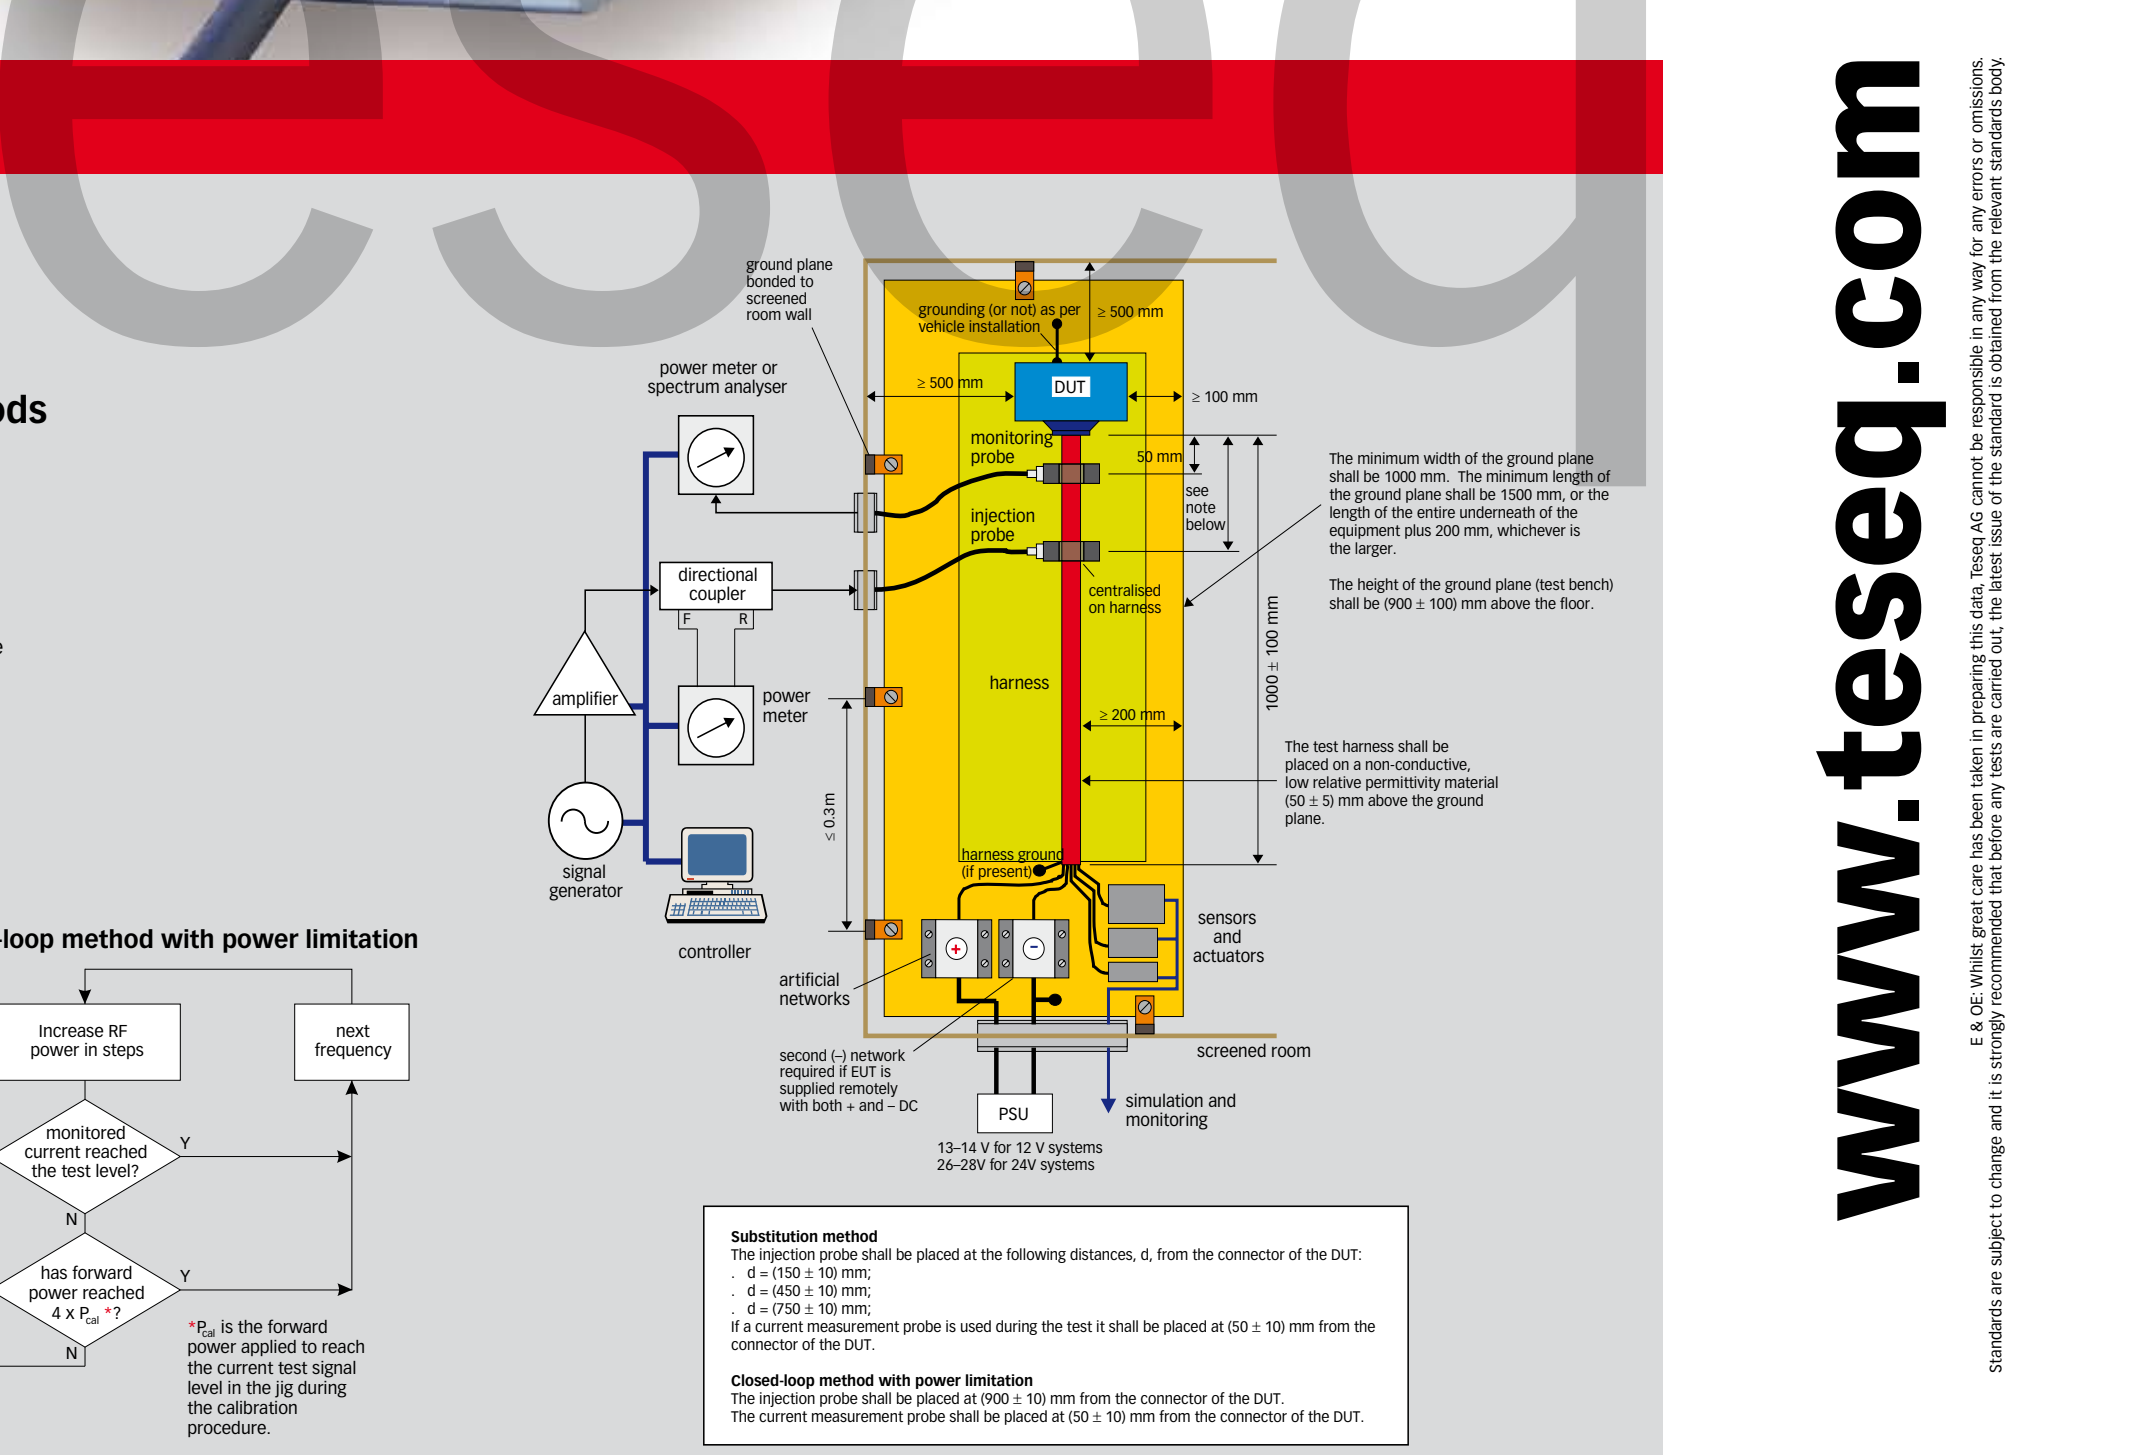 eseq
ground plane
bonded to
screened
room wall
grounding (or not) as per
vehicle installation
≥ 500 mm
power meter or
spectrum analyser
≥ 500 mm
DUT
≥ 100 mm
ods
monitoring
probe
50 mm
see
note
below
The minimum width of the ground plane
shall be 1000 mm. The minimum length of
the ground plane shall be 1500 mm, or the
length of the entire underneath of the
equipment plus 200 mm, whichever is
the larger.
The height of the ground plane (test bench)
shall be (900 ± 100) mm above the floor.
injection
probe
directional
coupler
F R
centralised
on harness
1000 ± 100 mm
e
amplifier
power
meter
harness
≥ 200 mm
The test harness shall be
placed on a non-conductive,
low relative permittivity material
(50 ± 5) mm above the ground
plane.
≤ 0.3m
signal
generator
harness ground
(if present)
controller
sensors
and
actuators
+
–
artificial
networks
second (–) network
required if EUT is
supplied remotely
with both + and – DC
screened room
PSU
simulation and
monitoring
13–14 V for 12 V systems
26–28V for 24V systems
-loop method with power limitation
Increase RF
power in steps
next
frequency
monitored
current reached
the test level?
Y
N
has forward
power reached
4 x Pcal *?
Y
N
*Pcal is the forward
power applied to reach
the current test signal
level in the jig during
the calibration
procedure.
Substitution method
The injection probe shall be placed at the following distances, d, from the connector of the DUT:
. d = (150 ± 10) mm;
. d = (450 ± 10) mm;
. d = (750 ± 10) mm;
If a current measurement probe is used during the test it shall be placed at (50 ± 10) mm from the
connector of the DUT.
Closed-loop method with power limitation
The injection probe shall be placed at (900 ± 10) mm from the connector of the DUT.
The current measurement probe shall be placed at (50 ± 10) mm from the connector of the DUT.
www.teseq.com
E & OE: Whilst great care has been taken in preparing this data, Teseq AG cannot be responsible in any way for any errors or omissions.
Standards are subject to change and it is strongly recommended that before any tests are carried out, the latest issue of the standard is obtained from the relevant standards body.